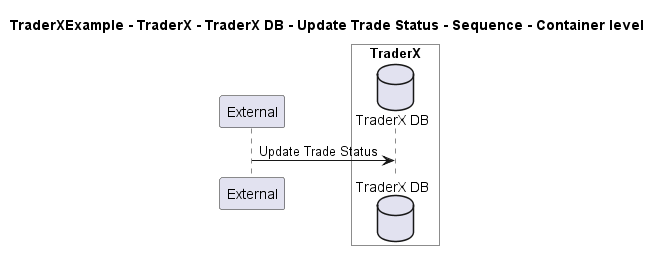 TraderXExample - TraderX - TraderX DB - Update Trade Status - Sequence - Container level
TraderX
External
TraderX DB
Update Trade Status
External
TraderX DB